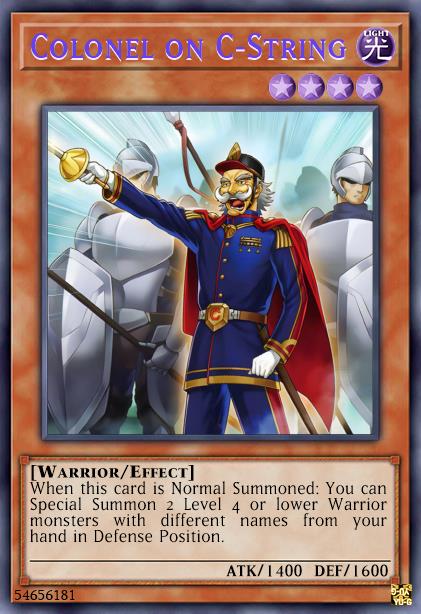 COLONEL ON C-STRING
LIGHT
光
C
[WARRIOR/EFFECT]
When this card is Normal Summoned: You can
Special Summon 2 Level 4 or lower Warrior
monsters with different names from your
hand in Defense Position.
ATK/1400 DEF/1600
54656181